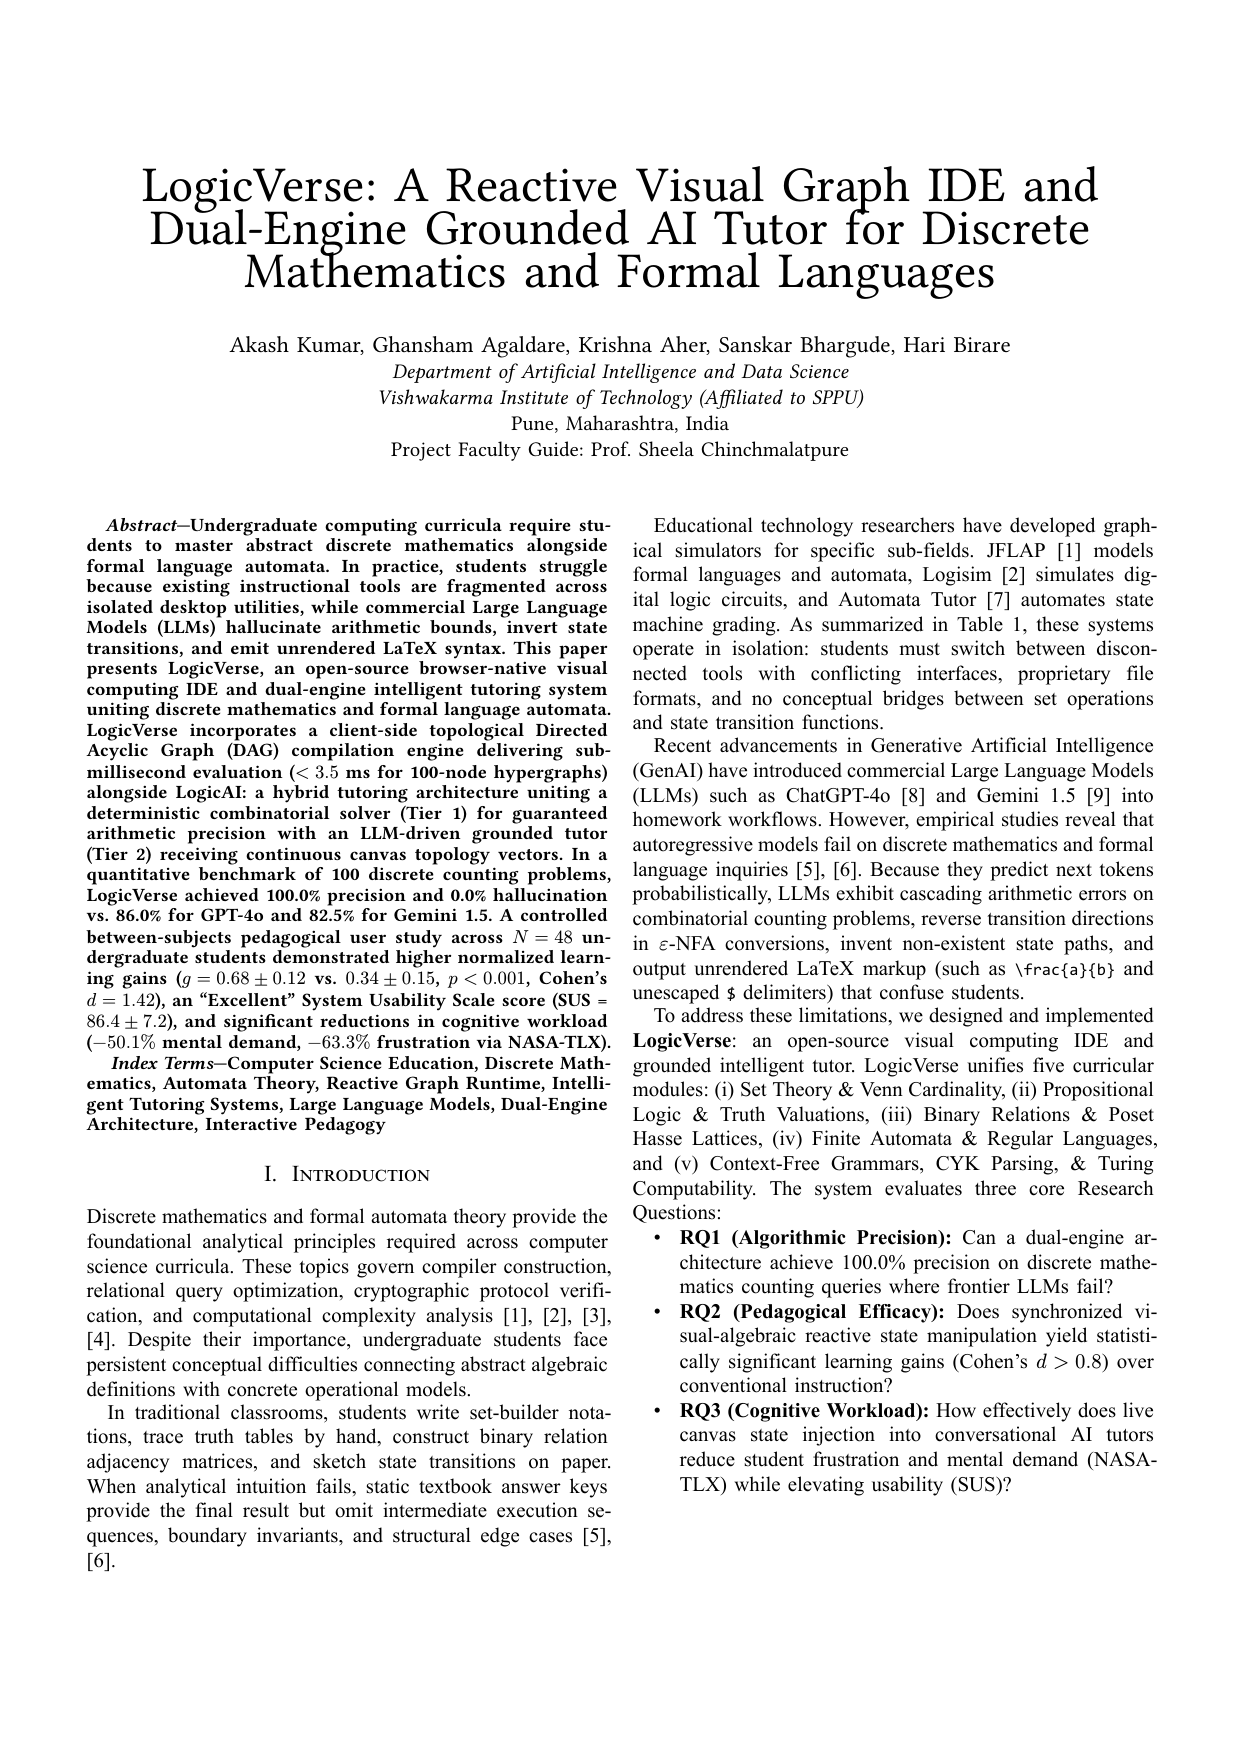 LogicVerse: A Reactive Visual Graph IDE and
Dual-Engine Grounded AI Tutor for Discrete
Mathematics and Formal Languages
Akash Kumar, Ghansham Agaldare, Krishna Aher, Sanskar Bhargude, Hari Birare
Department of Artificial Intelligence and Data Science
Vishwakarma Institute of Technology (Affiliated to SPPU)
Pune, Maharashtra, India
Project Faculty Guide: Prof. Sheela Chinchmalatpure
Abstract—Undergraduate computing curricula require stu-
dents to master abstract discrete mathematics alongside
formal language automata. In practice, students struggle
because existing instructional tools are fragmented across
isolated desktop utilities, while commercial Large Language
Models (LLMs) hallucinate arithmetic bounds, invert state
transitions, and emit unrendered LaTeX syntax. This paper
presents LogicVerse, an open-source browser-native visual
computing IDE and dual-engine intelligent tutoring system
uniting discrete mathematics and formal language automata.
LogicVerse incorporates a client-side topological Directed
Acyclic Graph (DAG) compilation engine delivering sub-
millisecond evaluation (< 3.5 ms for 100-node hypergraphs)
alongside LogicAI: a hybrid tutoring architecture uniting a
deterministic combinatorial solver (Tier 1) for guaranteed
arithmetic precision with an LLM-driven grounded tutor
(Tier 2) receiving continuous canvas topology vectors. In a
quantitative benchmark of 100 discrete counting problems,
LogicVerse achieved 100.0% precision and 0.0% hallucination
vs. 86.0% for GPT-4o and 82.5% for Gemini 1.5. A controlled
between-subjects pedagogical user study across N = 48 un-
dergraduate students demonstrated higher normalized learn-
ing gains (g = 0.68 ± 0.12 vs. 0.34 ± 0.15, p < 0.001, Cohen's
d = 1.42), an “Excellent” System Usability Scale score (SUS =
86.4 ± 7.2), and significant reductions in cognitive workload
(−50.1% mental demand, −63.3% frustration via NASA-TLX).
Index Terms—Computer Science Education, Discrete Math-
ematics, Automata Theory, Reactive Graph Runtime, Intelli-
gent Tutoring Systems, Large Language Models, Dual-Engine
Architecture, Interactive Pedagogy
I. Introduction
Discrete mathematics and formal automata theory provide the
foundational analytical principles required across computer
science curricula. These topics govern compiler construction,
relational query optimization, cryptographic protocol verifi-
cation, and computational complexity analysis [1], [2], [3],
[4]. Despite their importance, undergraduate students face
persistent conceptual difficulties connecting abstract algebraic
definitions with concrete operational models.
In traditional classrooms, students write set-builder nota-
tions, trace truth tables by hand, construct binary relation
adjacency matrices, and sketch state transitions on paper.
When analytical intuition fails, static textbook answer keys
provide the final result but omit intermediate execution se-
quences, boundary invariants, and structural edge cases [5],
[6].
Educational technology researchers have developed graph-
ical simulators for specific sub-fields. JFLAP [1] models
formal languages and automata, Logisim [2] simulates dig-
ital logic circuits, and Automata Tutor [7] automates state
machine grading. As summarized in Table 1, these systems
operate in isolation: students must switch between discon-
nected tools with conflicting interfaces, proprietary file
formats, and no conceptual bridges between set operations
and state transition functions.
Recent advancements in Generative Artificial Intelligence
(GenAI) have introduced commercial Large Language Models
(LLMs) such as ChatGPT-4o [8] and Gemini 1.5 [9] into
homework workflows. However, empirical studies reveal that
autoregressive models fail on discrete mathematics and formal
language inquiries [5], [6]. Because they predict next tokens
probabilistically, LLMs exhibit cascading arithmetic errors on
combinatorial counting problems, reverse transition directions
in ε-NFA conversions, invent non-existent state paths, and
output unrendered LaTeX markup (such as \frac{a}{b} and
unescaped $ delimiters) that confuse students.
To address these limitations, we designed and implemented
LogicVerse: an open-source visual computing IDE and
grounded intelligent tutor. LogicVerse unifies five curricular
modules: (i) Set Theory & Venn Cardinality, (ii) Propositional
Logic & Truth Valuations, (iii) Binary Relations & Poset
Hasse Lattices, (iv) Finite Automata & Regular Languages,
and (v) Context-Free Grammars, CYK Parsing, & Turing
Computability. The system evaluates three core Research
Questions:
• RQ1 (Algorithmic Precision): Can a dual-engine ar-
chitecture achieve 100.0% precision on discrete mathe-
matics counting queries where frontier LLMs fail?
• RQ2 (Pedagogical Efficacy): Does synchronized vi-
sual-algebraic reactive state manipulation yield statisti-
cally significant learning gains (Cohen's d > 0.8) over
conventional instruction?
• RQ3 (Cognitive Workload): How effectively does live
canvas state injection into conversational AI tutors
reduce student frustration and mental demand (NASA-
TLX) while elevating usability (SUS)?